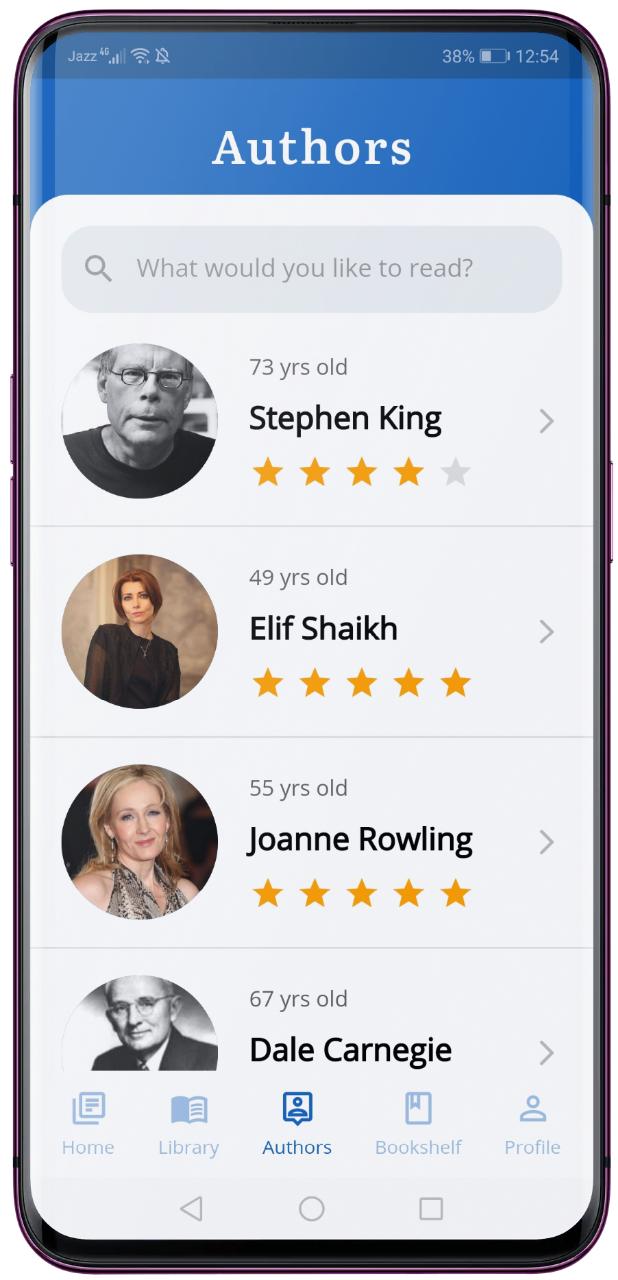 Jazz 4G 38% 12:54
Authors
What would you like to read?
73 yrs old
Stephen King
49 yrs old
Elif Shaikh
55 yrs old
Joanne Rowling
67 yrs old
Dale Carnegie
Home Library Authors Bookshelf Profile